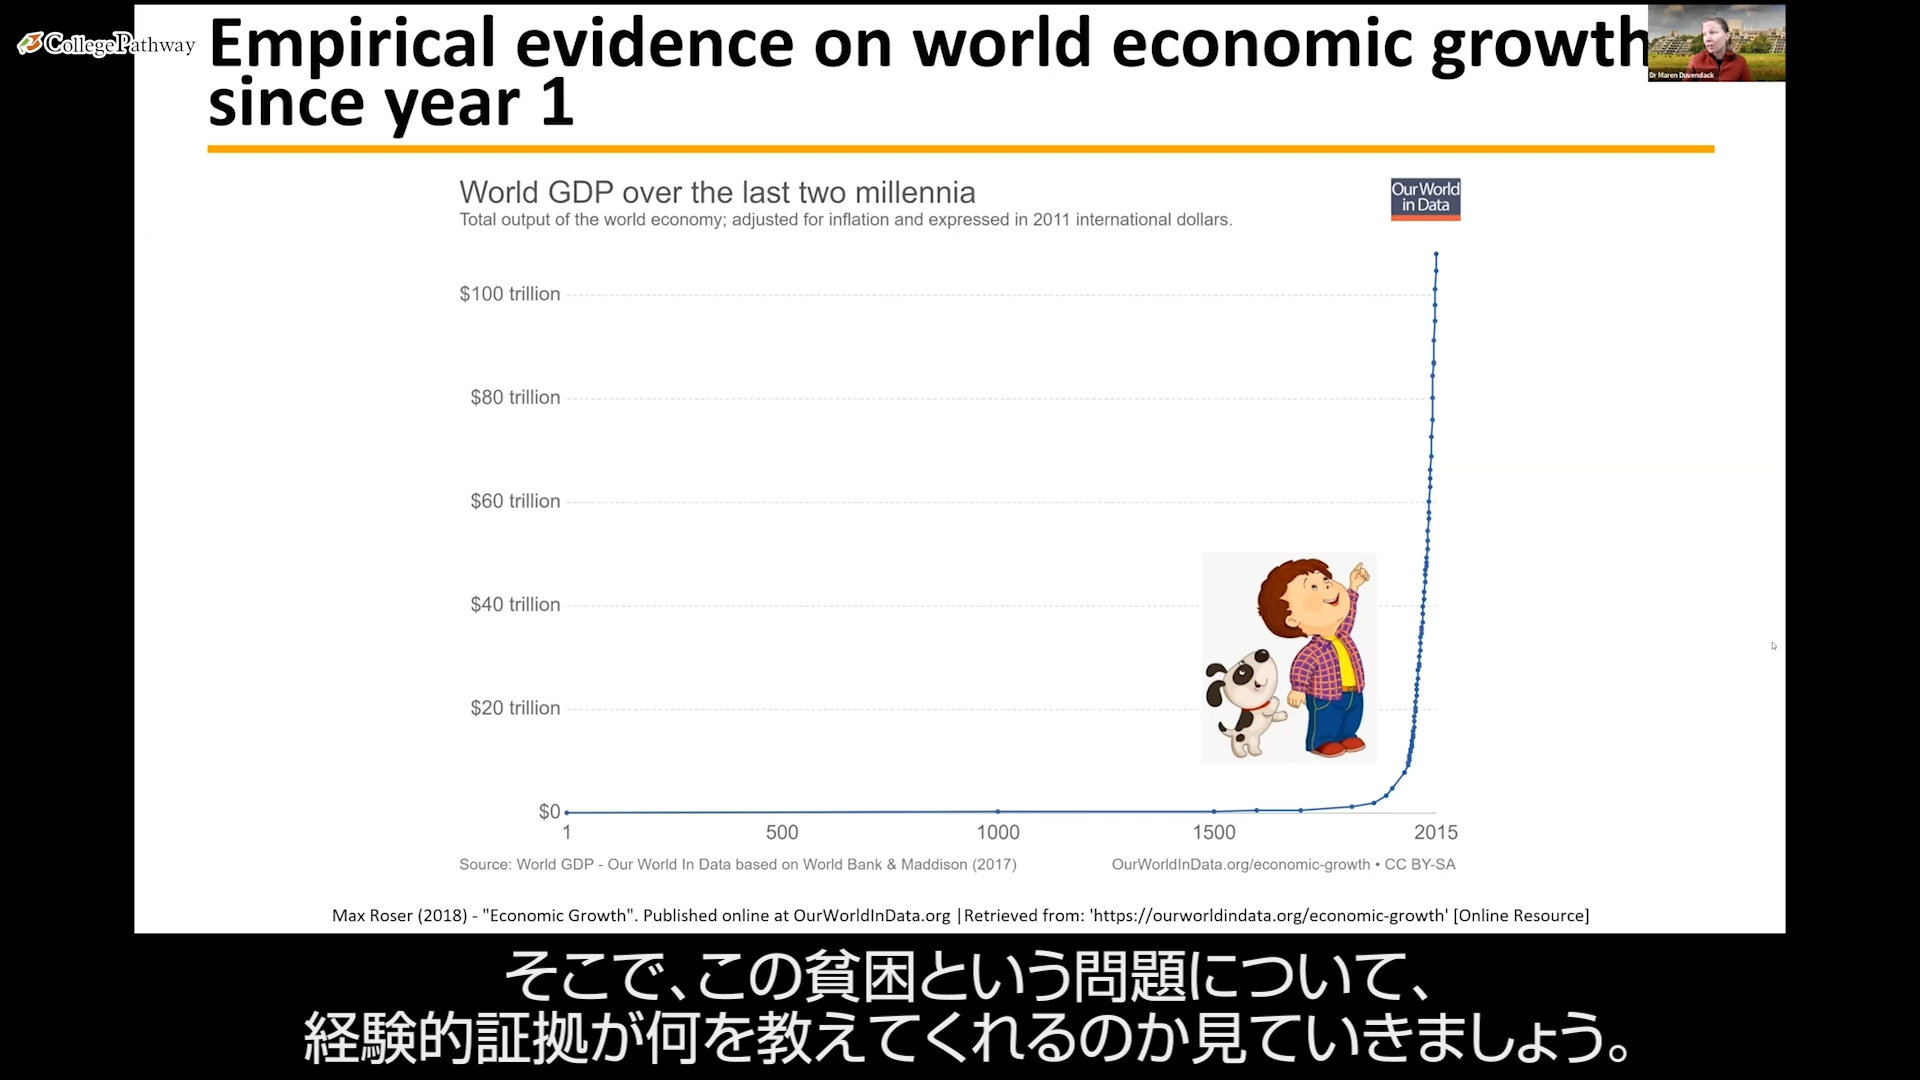 CollegePathway
Empirical evidence on world economic growth
since year 1
Dr Maren Duvendack
World GDP over the last two millennia
Total output of the world economy; adjusted for inflation and expressed in 2011 international dollars.
Our World
in Data
$100 trillion
$80 trillion
$60 trillion
$40 trillion
$20 trillion
$0
1 500 1000 1500 2015
Source: World GDP - Our World In Data based on World Bank & Maddison (2017)
OurWorldInData.org/economic-growth • CC BY-SA
Max Roser (2018) - "Economic Growth". Published online at OurWorldInData.org |Retrieved from: 'https://ourworldindata.org/economic-growth' [Online Resource]
そこで、この貧困という問題について、
経験的証拠が何を教えてくれるのか見ていきましょう。